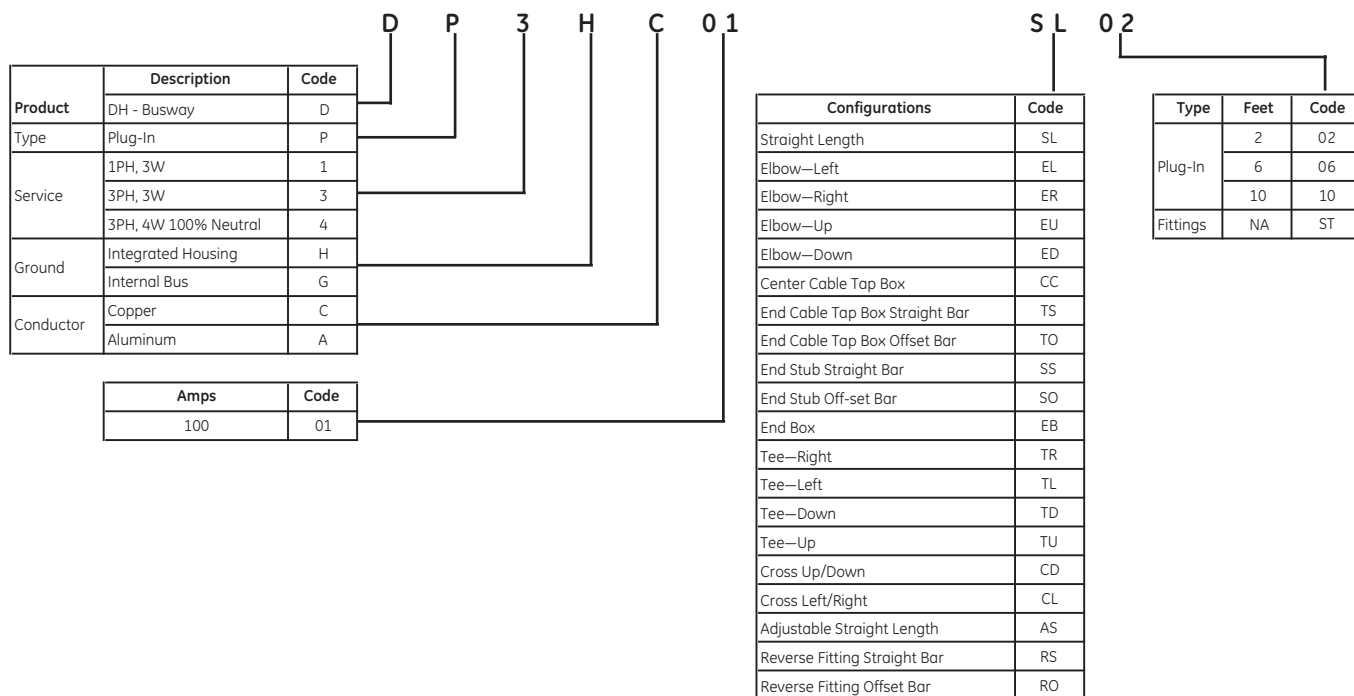 D P 3 H C 0 1 S L 0 2
Description Code
Product DH - Busway D
Type Plug-In P
Service
1PH, 3W 1
3PH, 3W 3
3PH, 4W 100% Neutral 4
Ground
Integrated Housing H
Internal Bus G
Conductor
Copper C
Aluminum A
Amps Code
100 01
Configurations Code
Straight Length SL
Elbow—Left EL
Elbow—Right ER
Elbow—Up EU
Elbow—Down ED
Center Cable Tap Box CC
End Cable Tap Box Straight Bar TS
End Cable Tap Box Offset Bar TO
End Stub Straight Bar SS
End Stub Off-set Bar SO
End Box EB
Tee—Right TR
Tee—Left TL
Tee—Down TD
Tee—Up TU
Cross Up/Down CD
Cross Left/Right CL
Adjustable Straight Length AS
Reverse Fitting Straight Bar RS
Reverse Fitting Offset Bar RO
Type Feet Code
Plug-In
2 02
6 06
10 10
Fittings NA ST